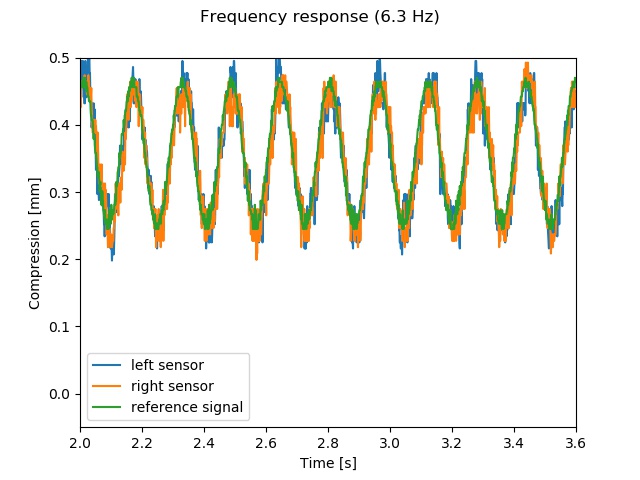 Frequency response (6.3 Hz)
0.5
0.4
0.3
0.2
0.1
0.0
Compression [mm]
left sensor
right sensor
reference signal
2.0 2.2 2.4 2.6 2.8 3.0 3.2 3.4 3.6
Time [s]